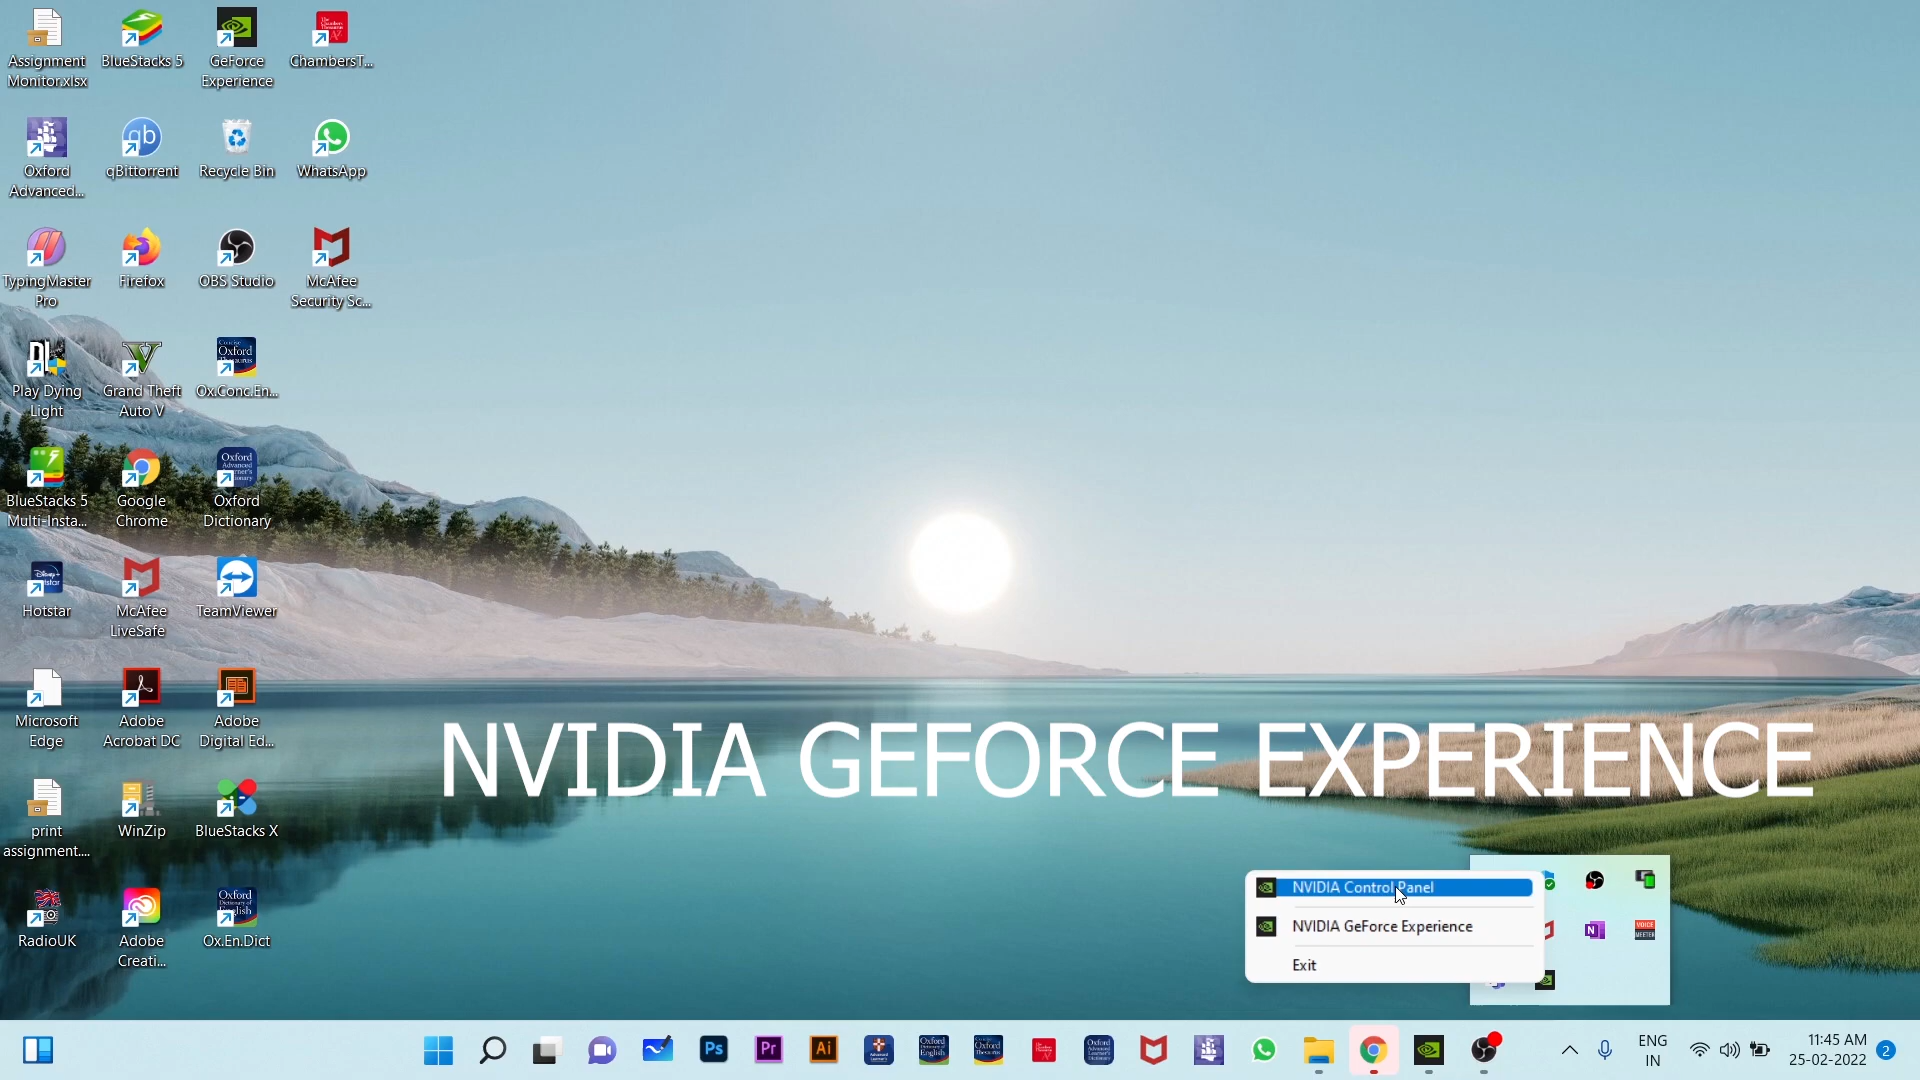 Assignment
Monitor.xlsx
BlueStacks 5
GeForce
Experience
ChambersT...
Oxford
Advanced...
qBittorrent
Recycle Bin
WhatsApp
TypingMaster
Pro
Firefox
OBS Studio
McAfee
Security Sc...
Play Dying
Light
Grand Theft
Auto V
Ox.Conc.En...
BlueStacks 5
Multi-Insta...
Google
Chrome
Oxford
Dictionary
Hotstar
McAfee
LiveSafe
TeamViewer
Microsoft
Edge
Adobe
Acrobat DC
Adobe
Digital Ed...
print
assignment....
WinZip
BlueStacks X
RadioUK
Adobe
Creati...
Ox.En.Dict
NVIDIA GEFORCE EXPERIENCE
NVIDIA Control Panel
NVIDIA GeForce Experience
Exit
Ps
Pr
Ai
ENG
IN
11:45 AM
25-02-2022
2